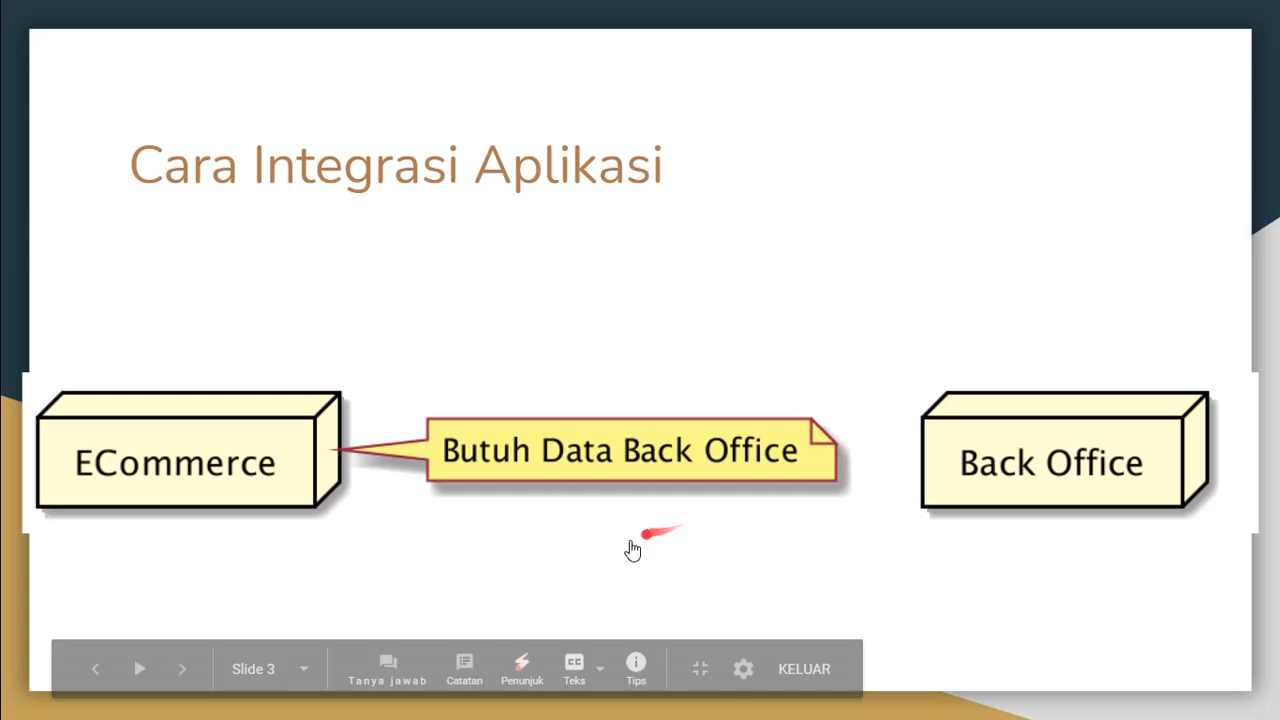 Cara Integrasi Aplikasi
ECommerce
Butuh Data Back Office
Back Office
Slide 3
Tanya jawab
Catatan
Penunjuk
CC
Teks
Tips
KELUAR